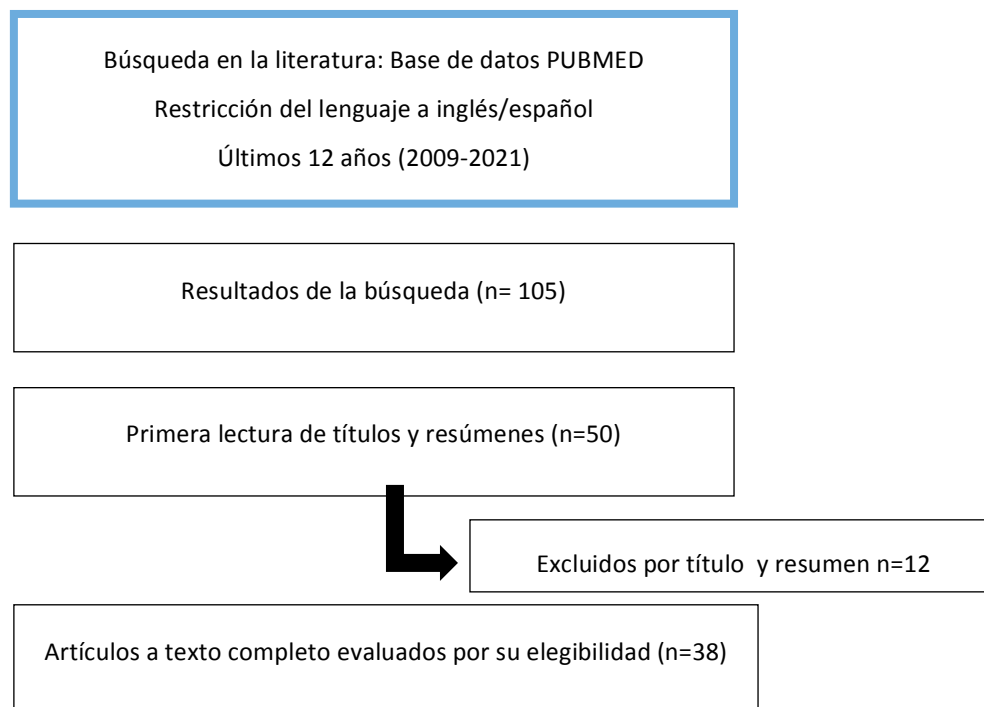 Búsqueda en la literatura: Base de datos PUBMED
Restricción del lenguaje a inglés/español
Últimos 12 años (2009-2021)
Resultados de la búsqueda (n= 105)
Primera lectura de títulos y resúmenes (n=50)
Excluidos por título  y resumen n=12
Artículos a texto completo evaluados por su elegibilidad (n=38)